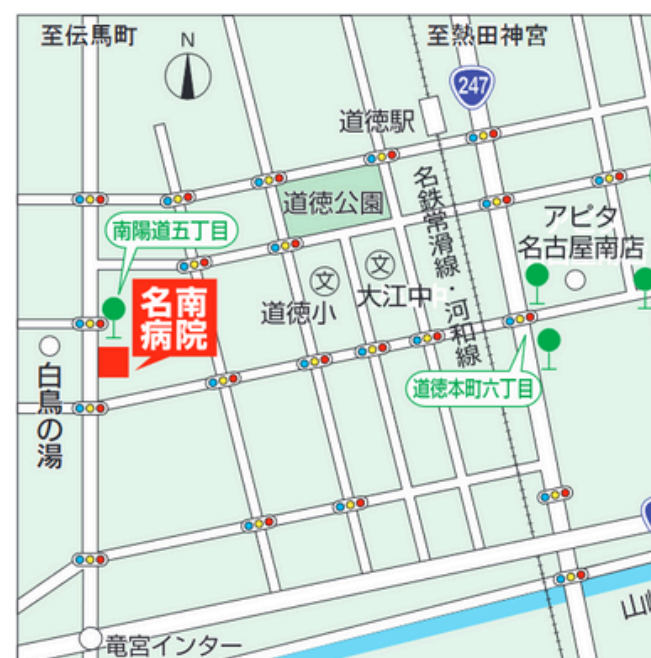 至伝馬町
至熱田神宮
N
247
道徳駅
道徳公園
名鉄常滑線・河和線
南陽道五丁目
アピタ
名古屋南店
文
文
道徳小
大江中
名南
病院
白鳥の湯
道徳本町六丁目
竜宮インター